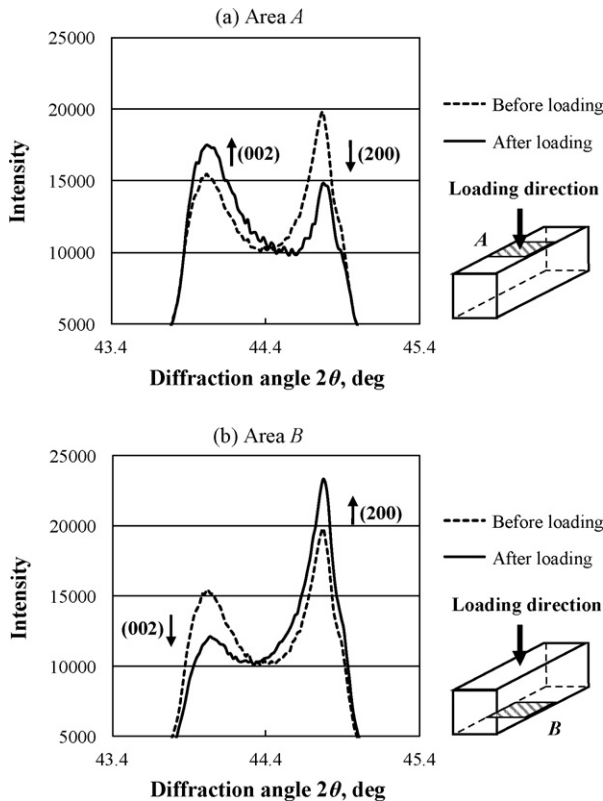 (a) Area A
25000
20000
15000
10000
5000
Intensity
(002)
(200)
43.4
44.4
45.4
Diffraction angle 2θ, deg
Before loading
After loading
Loading direction
A
(b) Area B
25000
20000
15000
10000
5000
Intensity
(200)
(002)
43.4
44.4
45.4
Diffraction angle 2θ, deg
Before loading
After loading
Loading direction
B